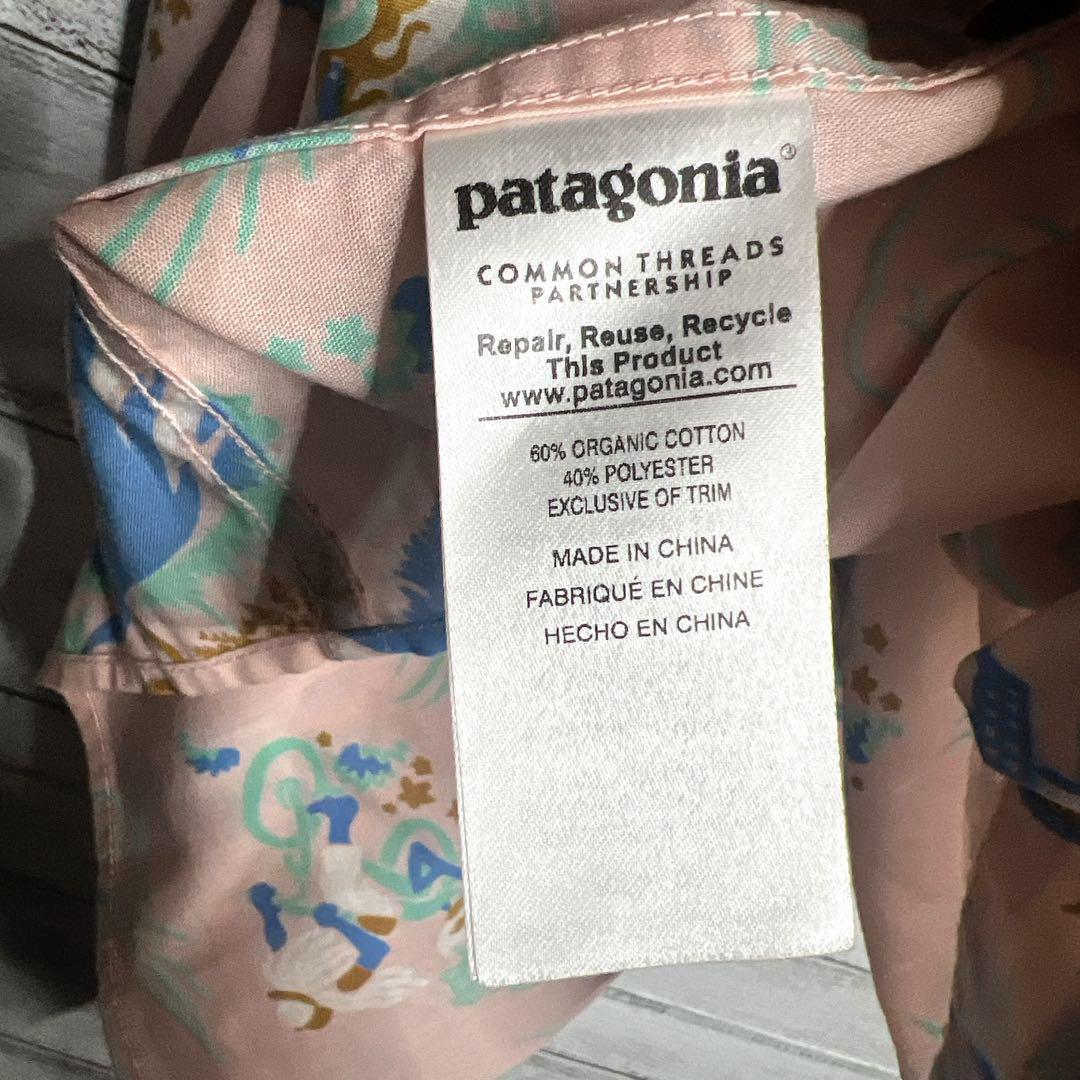 patagonia®
COMMON THREADS
PARTNERSHIP
Repair, Reuse, Recycle
This Product
www.patagonia.com
60% ORGANIC COTTON
40% POLYESTER
EXCLUSIVE OF TRIM
MADE IN CHINA
FABRIQUÉ EN CHINE
HECHO EN CHINA